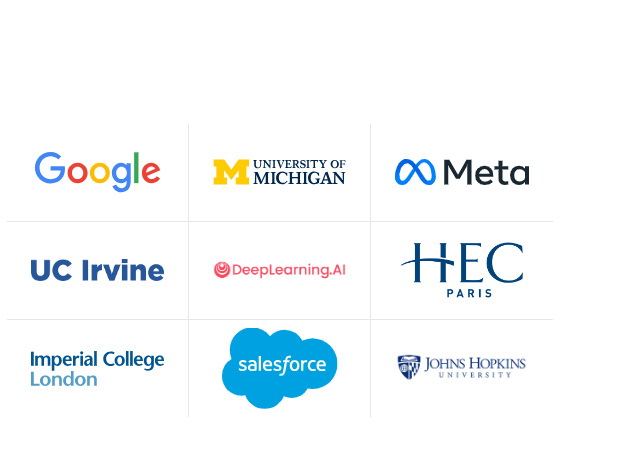 Google
M UNIVERSITY OF
MICHIGAN
Meta
UC Irvine
DeepLearning.AI
HEC
PARIS
Imperial College
London
salesforce
JOHNS HOPKINS
UNIVERSITY